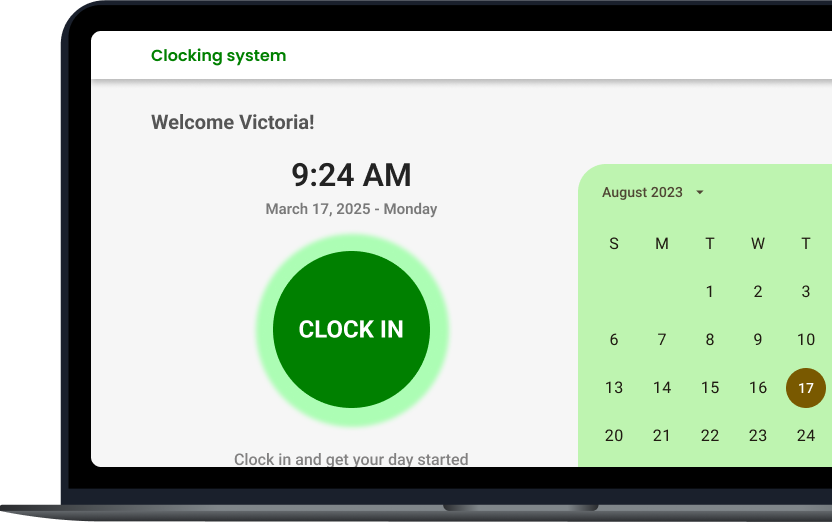 Clocking system
Welcome Victoria!
9:24 AM
March 17, 2025 - Monday
CLOCK IN
Clock in and get your day started
August 2023
S M T W T
1 2 3
6 7 8 9 10
13 14 15 16 17
20 21 22 23 24